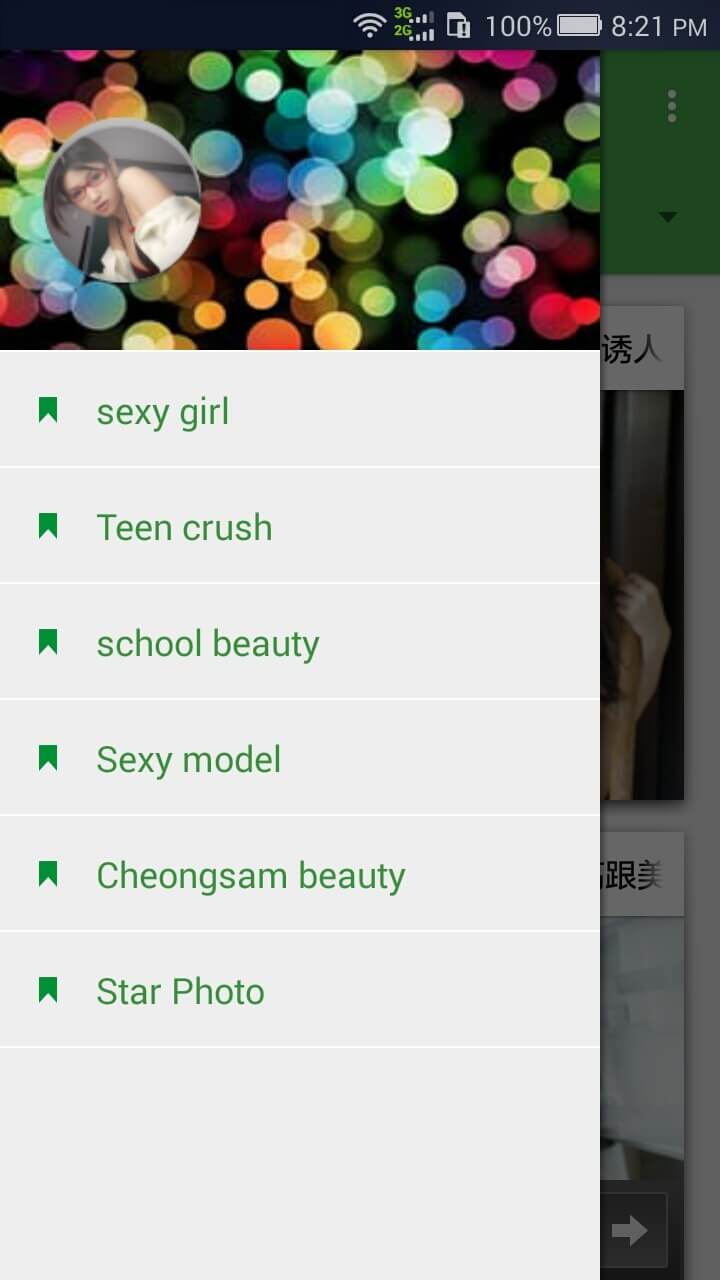 3G
2G
100%
8:21 PM
诱人
sexy girl
Teen crush
school beauty
Sexy model
Cheongsam beauty
跟美
Star Photo